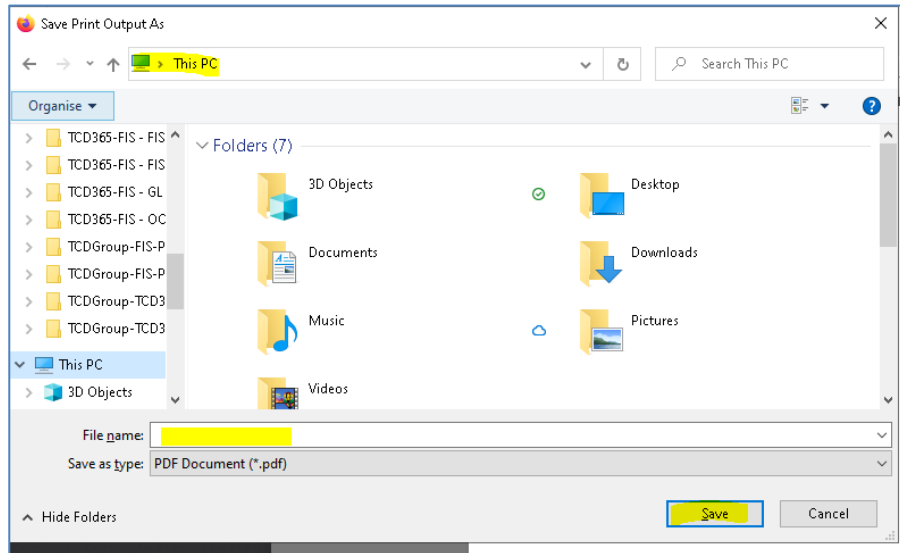 Save Print Output As
This PC
Search This PC
Organise
TCD365-FIS - FIS
TCD365-FIS - FIS
TCD365-FIS - GL
TCD365-FIS - OC
TCDGroup-FIS-P
TCDGroup-FIS-P
TCDGroup-TCD3
TCDGroup-TCD3
This PC
3D Objects
Folders (7)
3D Objects
Desktop
Documents
Downloads
Music
Pictures
Videos
File name:
Save as type: PDF Document (*.pdf)
Hide Folders
Save
Cancel